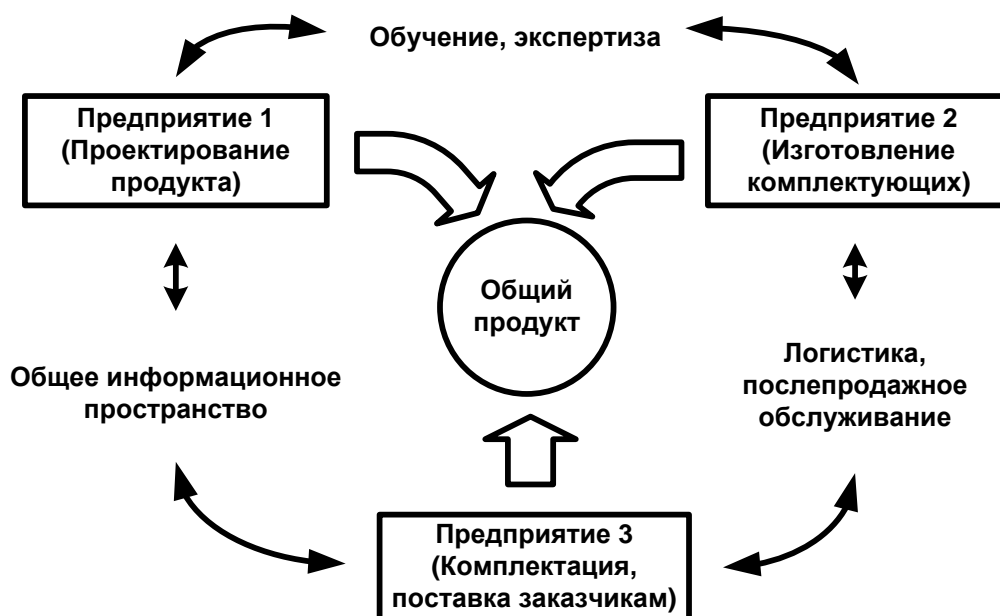 Обучение, экспертиза
Предприятие 1
(Проектирование
продукта)
Предприятие 2
(Изготовление
комплектующих)
Общий
продукт
Общее информационное
пространство
Логистика,
послепродажное
обслуживание
Предприятие 3
(Комплектация,
поставка заказчикам)